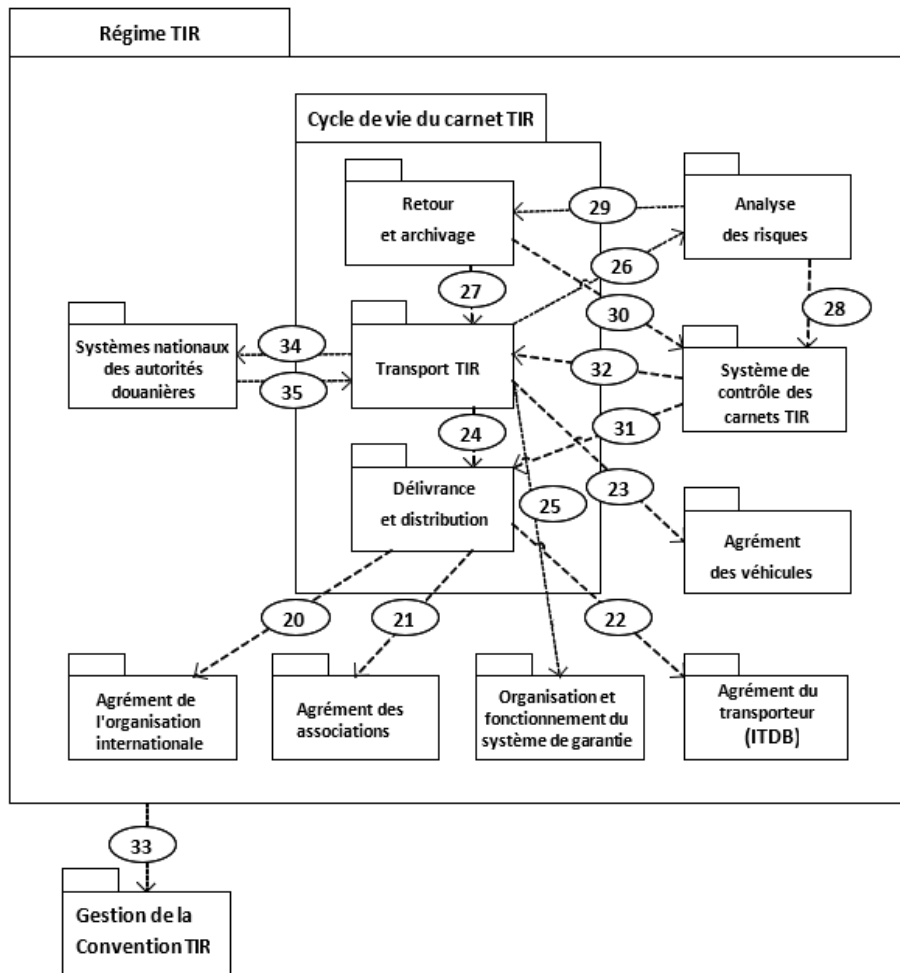 Régime TIR
Cycle de vie du carnet TIR
Retour
et archivage
29
Analyse
des risques
26
27
30
28
Systèmes nationaux
des autorités
douanières
34
35
Transport TIR
32
Système de
contrôle des
carnets TIR
24
31
Délivrance
et distribution
25
23
Agrément
des véhicules
20
21
22
Agrément de
l'organisation
internationale
Agrément des
associations
Organisation et
fonctionnement du
système de garantie
Agrément du
transporteur
(ITDB)
33
Gestion de la
Convention TIR